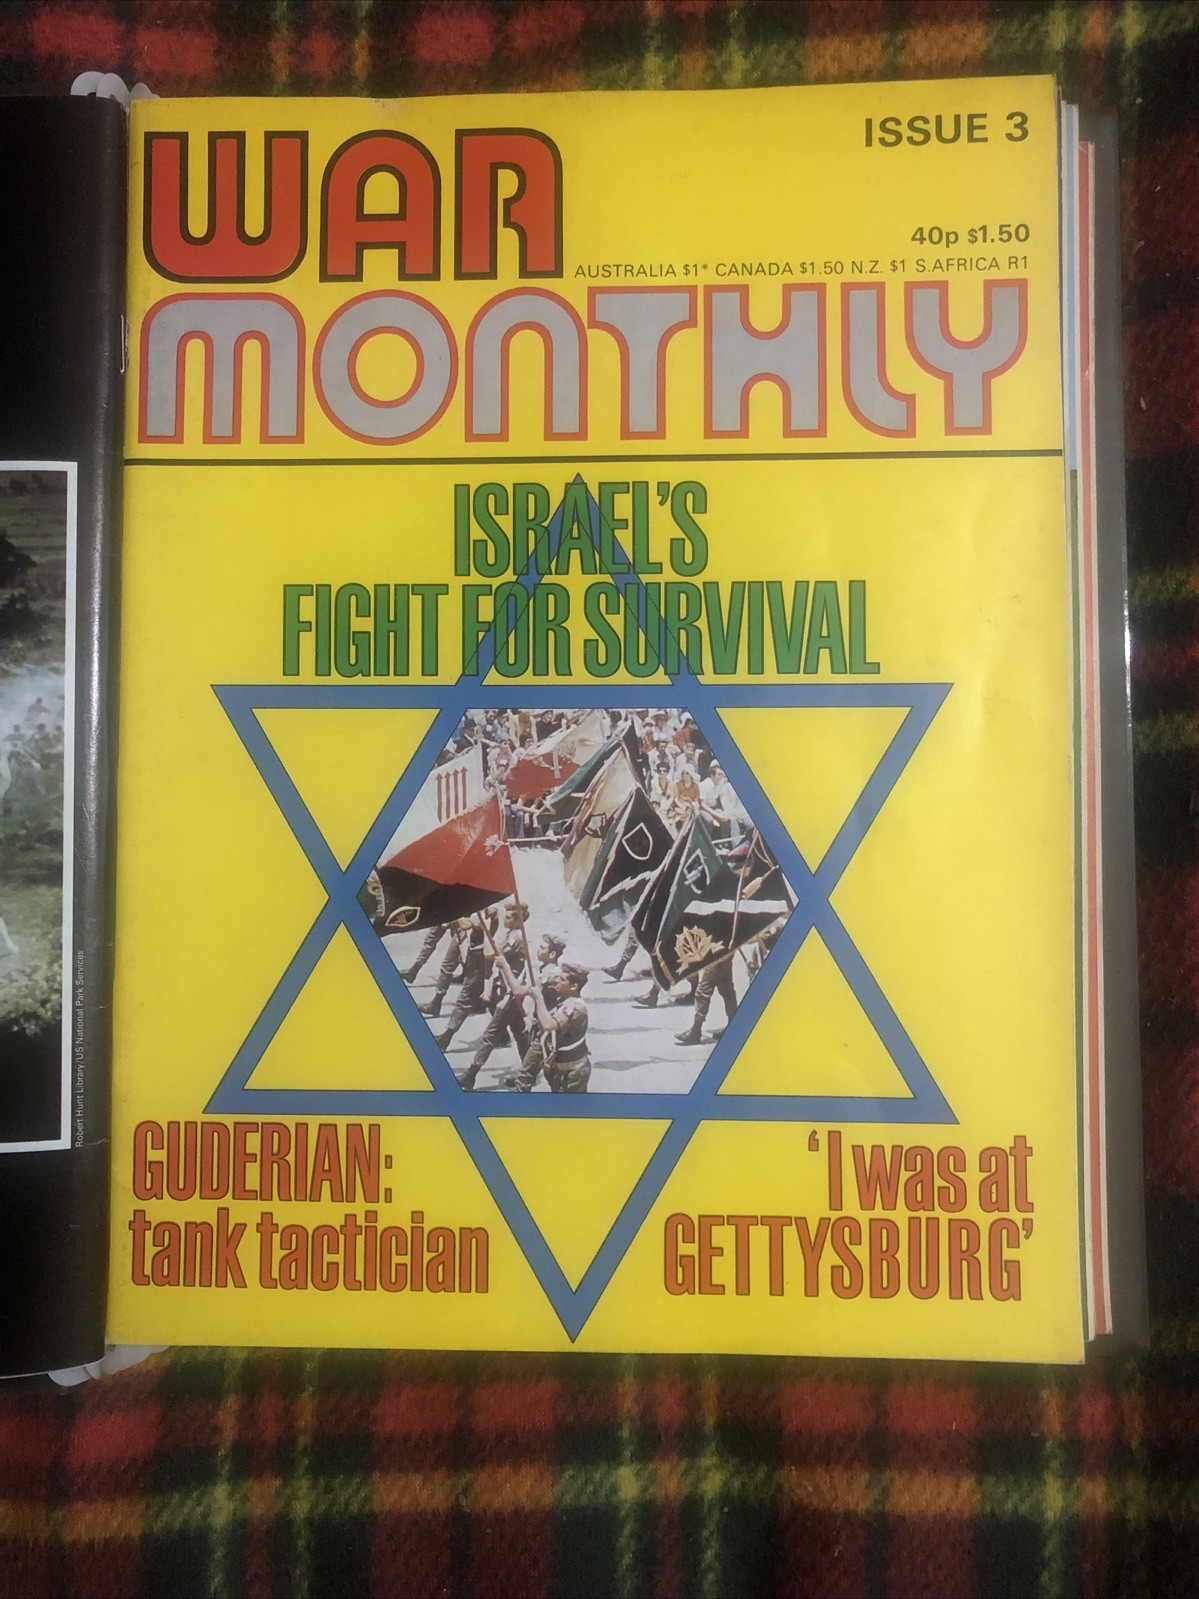 WAR
MONTHLY
ISSUE 3
40p $1.50
AUSTRALIA $1* CANADA $1.50 N.Z. $1 S.AFRICA R1
ISRAEL'S
FIGHT FOR SURVIVAL
GUDERIAN:
tank tactician
'I was at
GETTYSBURG'
Robert Hunt Library/US National Park Services